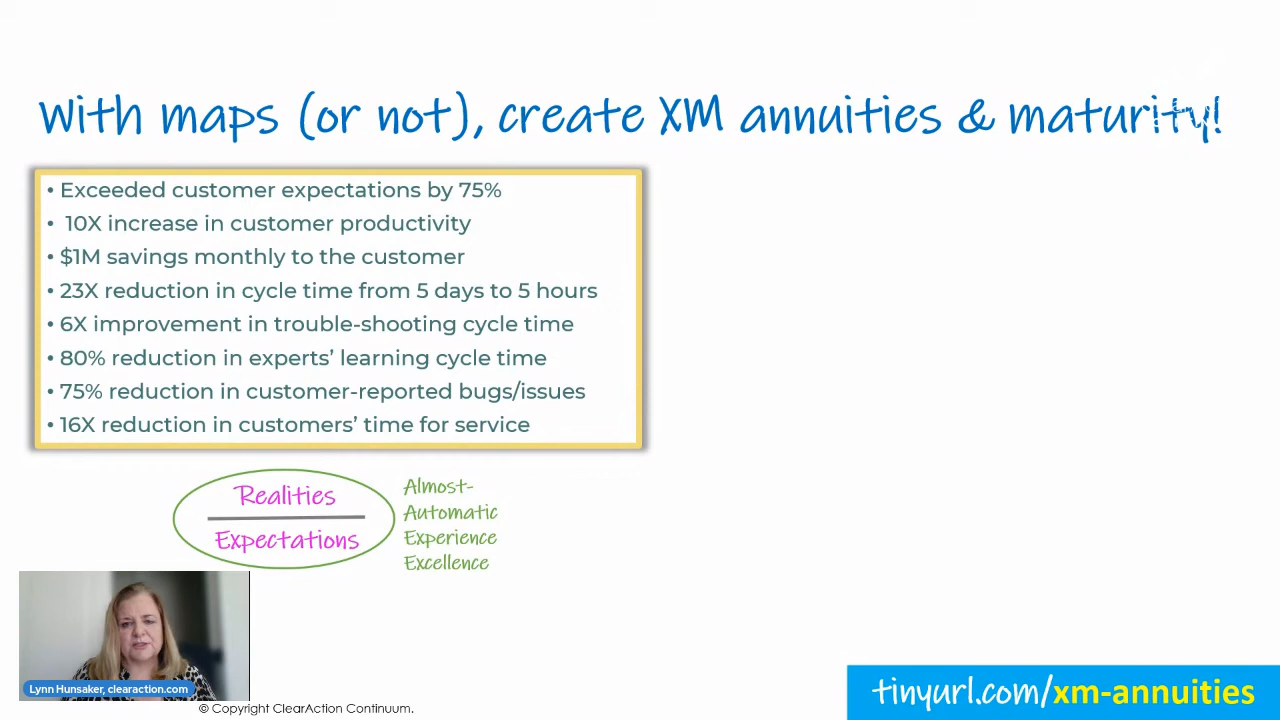 With maps (or not), create XM annuities & maturity!
• Exceeded customer expectations by 75%
• 10X increase in customer productivity
• $1M savings monthly to the customer
• 23X reduction in cycle time from 5 days to 5 hours
• 6X improvement in trouble-shooting cycle time
• 80% reduction in experts’ learning cycle time
• 75% reduction in customer-reported bugs/issues
• 16X reduction in customers’ time for service
Realities
Expectations
Almost-
Automatic
Experience
Excellence
Lynn Hunsaker, clearaction.com
© Copyright ClearAction Continuum.
tinyurl.com/xm-annuities